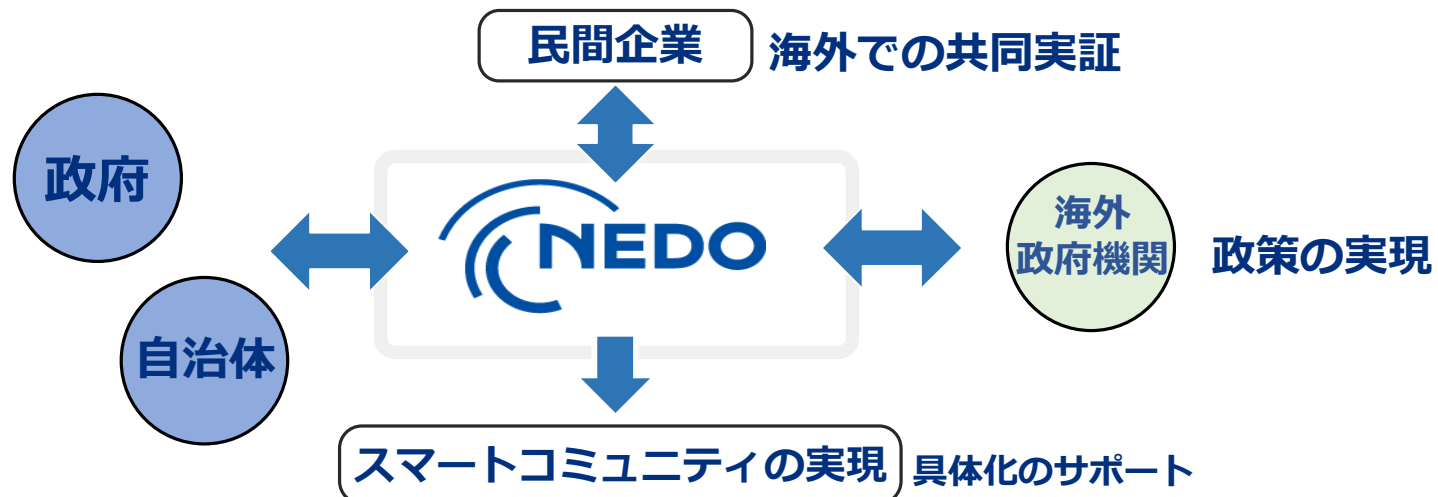 民間企業
海外での共同実証
政府
NEDO
海外
政府機関
政策の実現
自治体
スマートコミュニティの実現
具体化のサポート